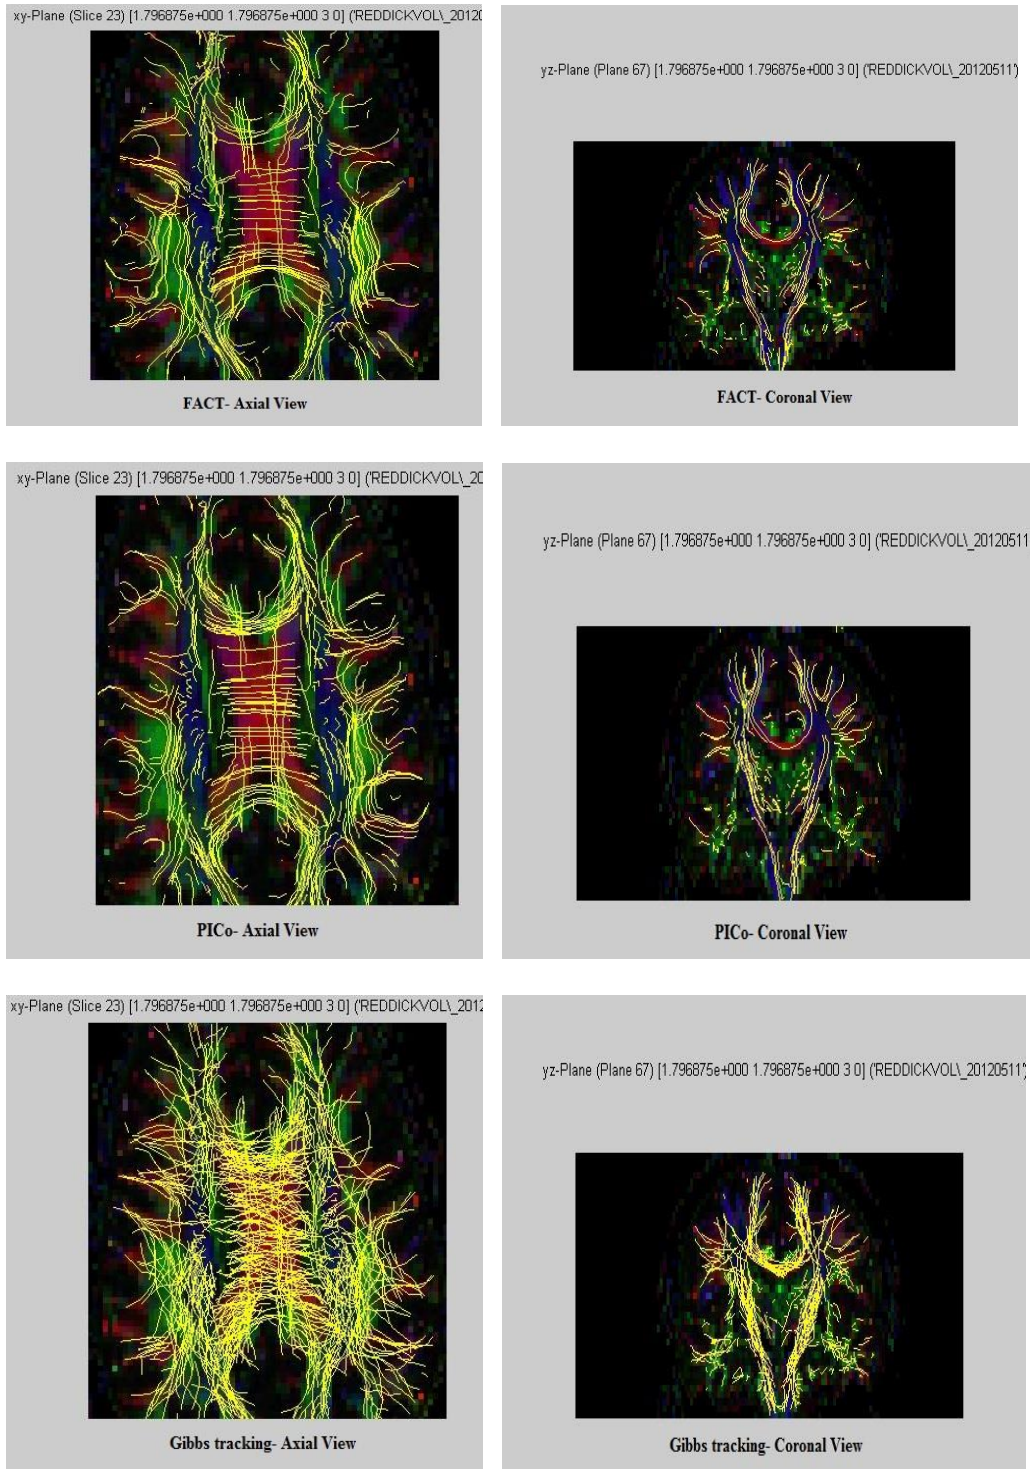 xy-Plane (Slice 23) [1.796875e+000 1.796875e+000 3 0] ('REDDICKVOL\_20120
yz-Plane (Plane 67) [1.796875e+000 1.796875e+000 3 0] ('REDDICKVOL\_20120511')
FACT- Axial View
FACT- Coronal View
xy-Plane (Slice 23) [1.796875e+000 1.796875e+000 3 0] ('REDDICKVOL\_20
yz-Plane (Plane 67) [1.796875e+000 1.796875e+000 3 0] ('REDDICKVOL\_20120511
PICo- Axial View
PICo- Coronal View
xy-Plane (Slice 23) [1.796875e+000 1.796875e+000 3 0] ('REDDICKVOL\_2012
yz-Plane (Plane 67) [1.796875e+000 1.796875e+000 3 0] ('REDDICKVOL\_20120511')
Gibbs tracking- Axial View
Gibbs tracking- Coronal View